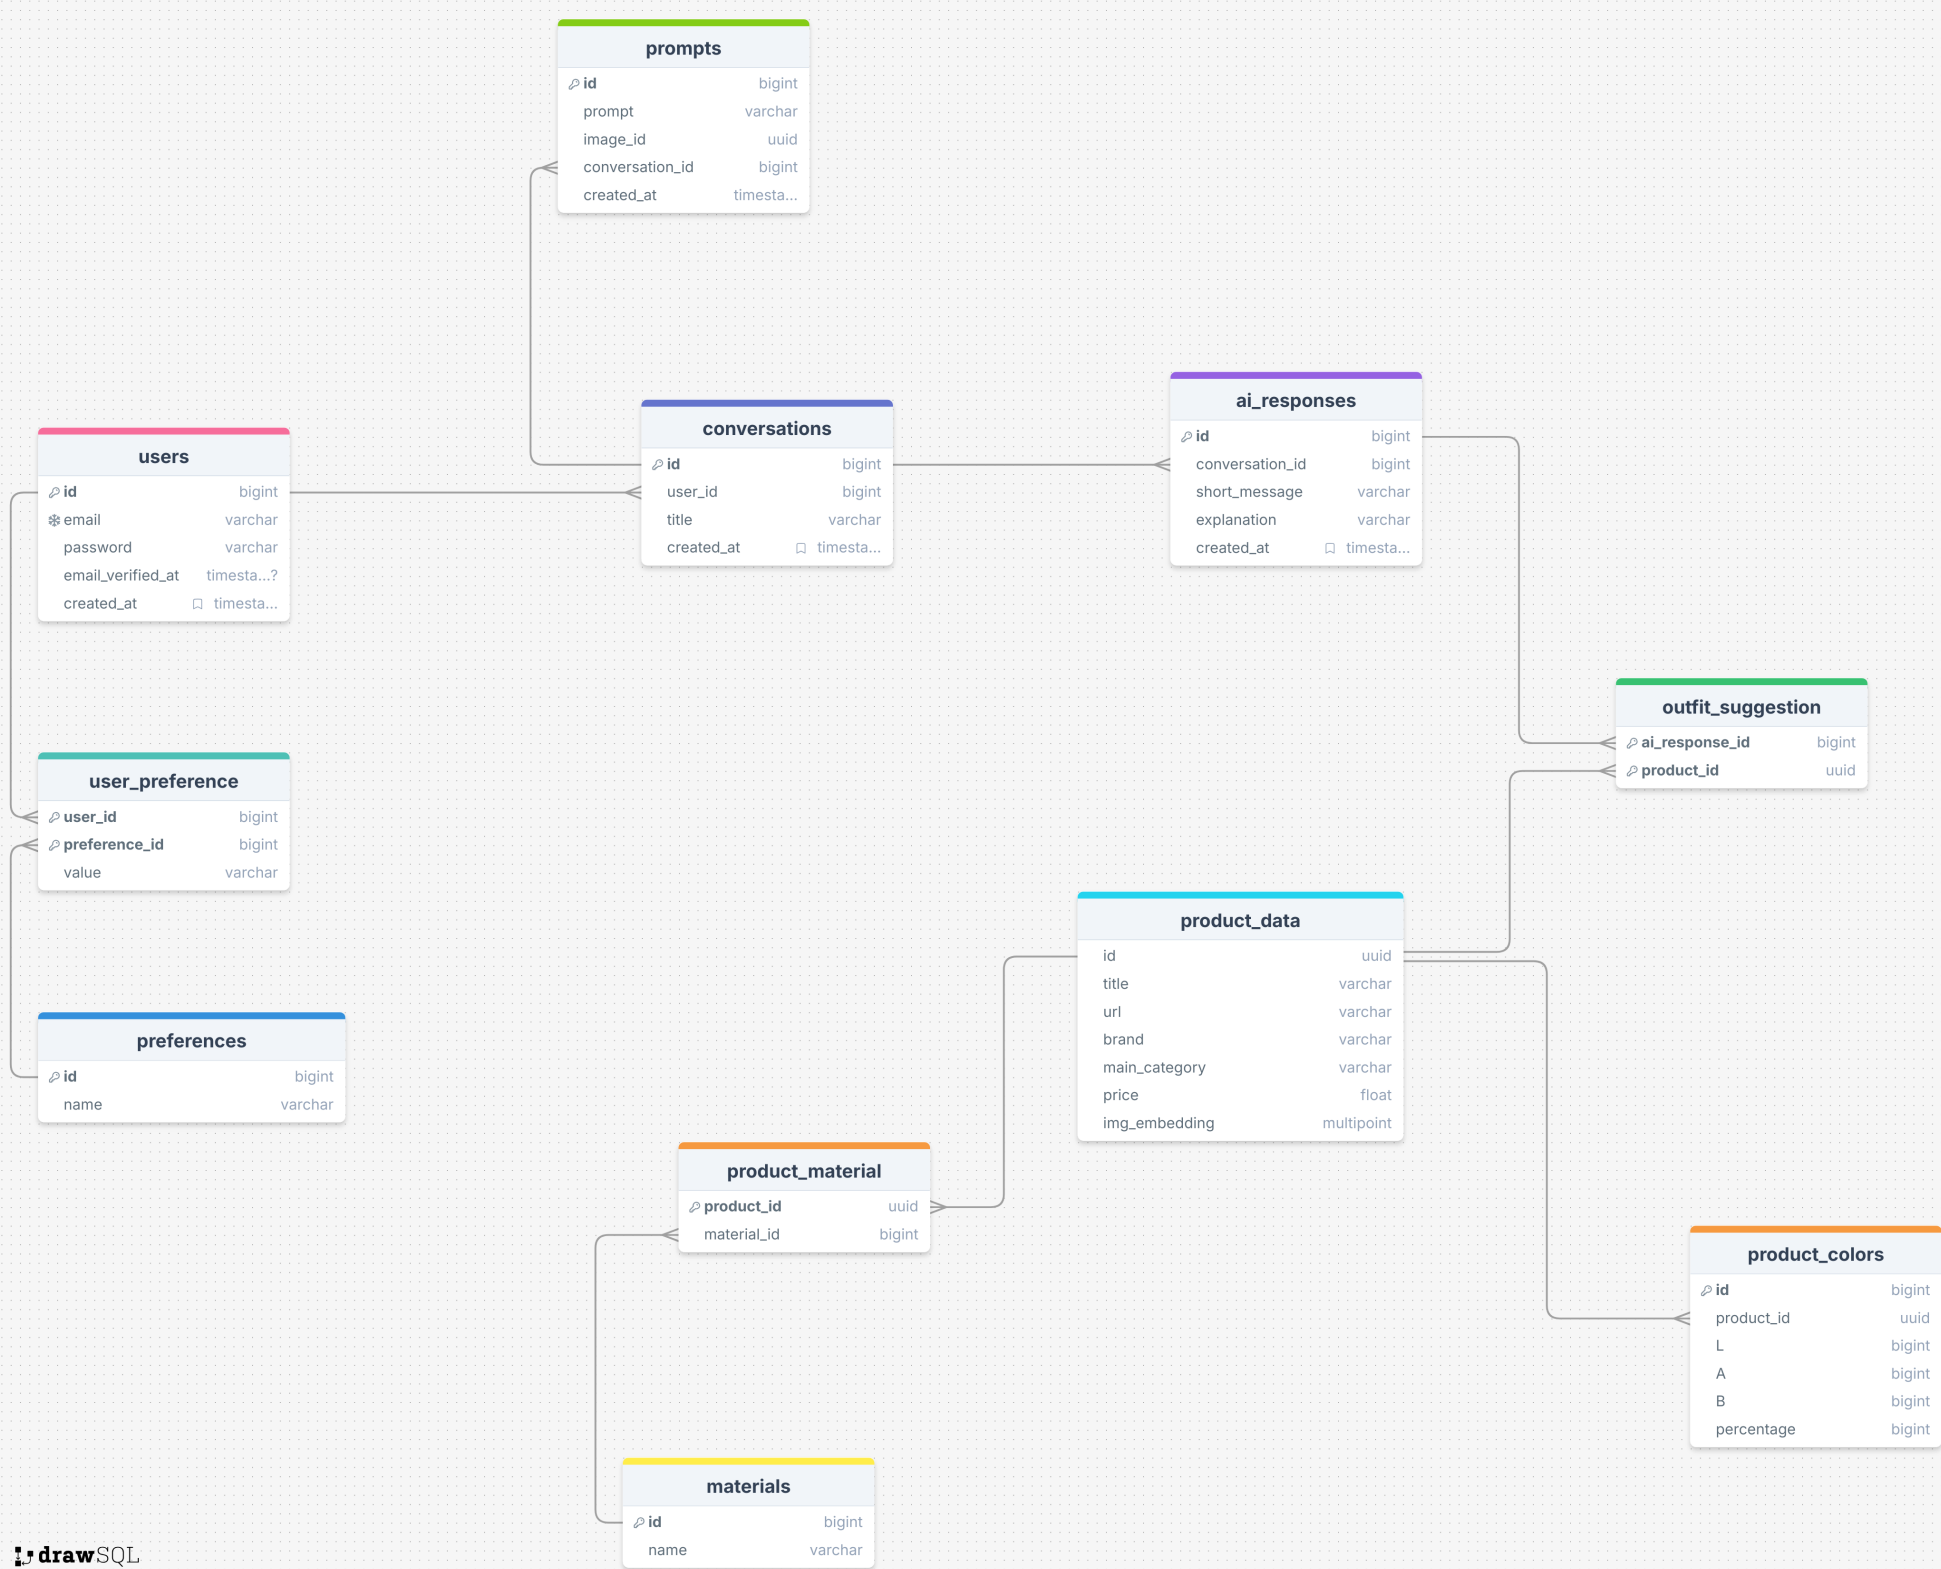 prompts
id bigint
prompt varchar
image_id uuid
conversation_id bigint
created_at timesta...
conversations
id bigint
user_id bigint
title varchar
created_at timesta...
ai_responses
id bigint
conversation_id bigint
short_message varchar
explanation varchar
created_at timesta...
users
id bigint
email varchar
password varchar
email_verified_at timesta...?
created_at timesta...
outfit_suggestion
ai_response_id bigint
product_id uuid
user_preference
user_id bigint
preference_id bigint
value varchar
product_data
id uuid
title varchar
url varchar
brand varchar
main_category varchar
price float
img_embedding multipoint
preferences
id bigint
name varchar
product_material
product_id uuid
material_id bigint
product_colors
id bigint
product_id uuid
L bigint
A bigint
B bigint
percentage bigint
materials
id bigint
name varchar
drawSQL